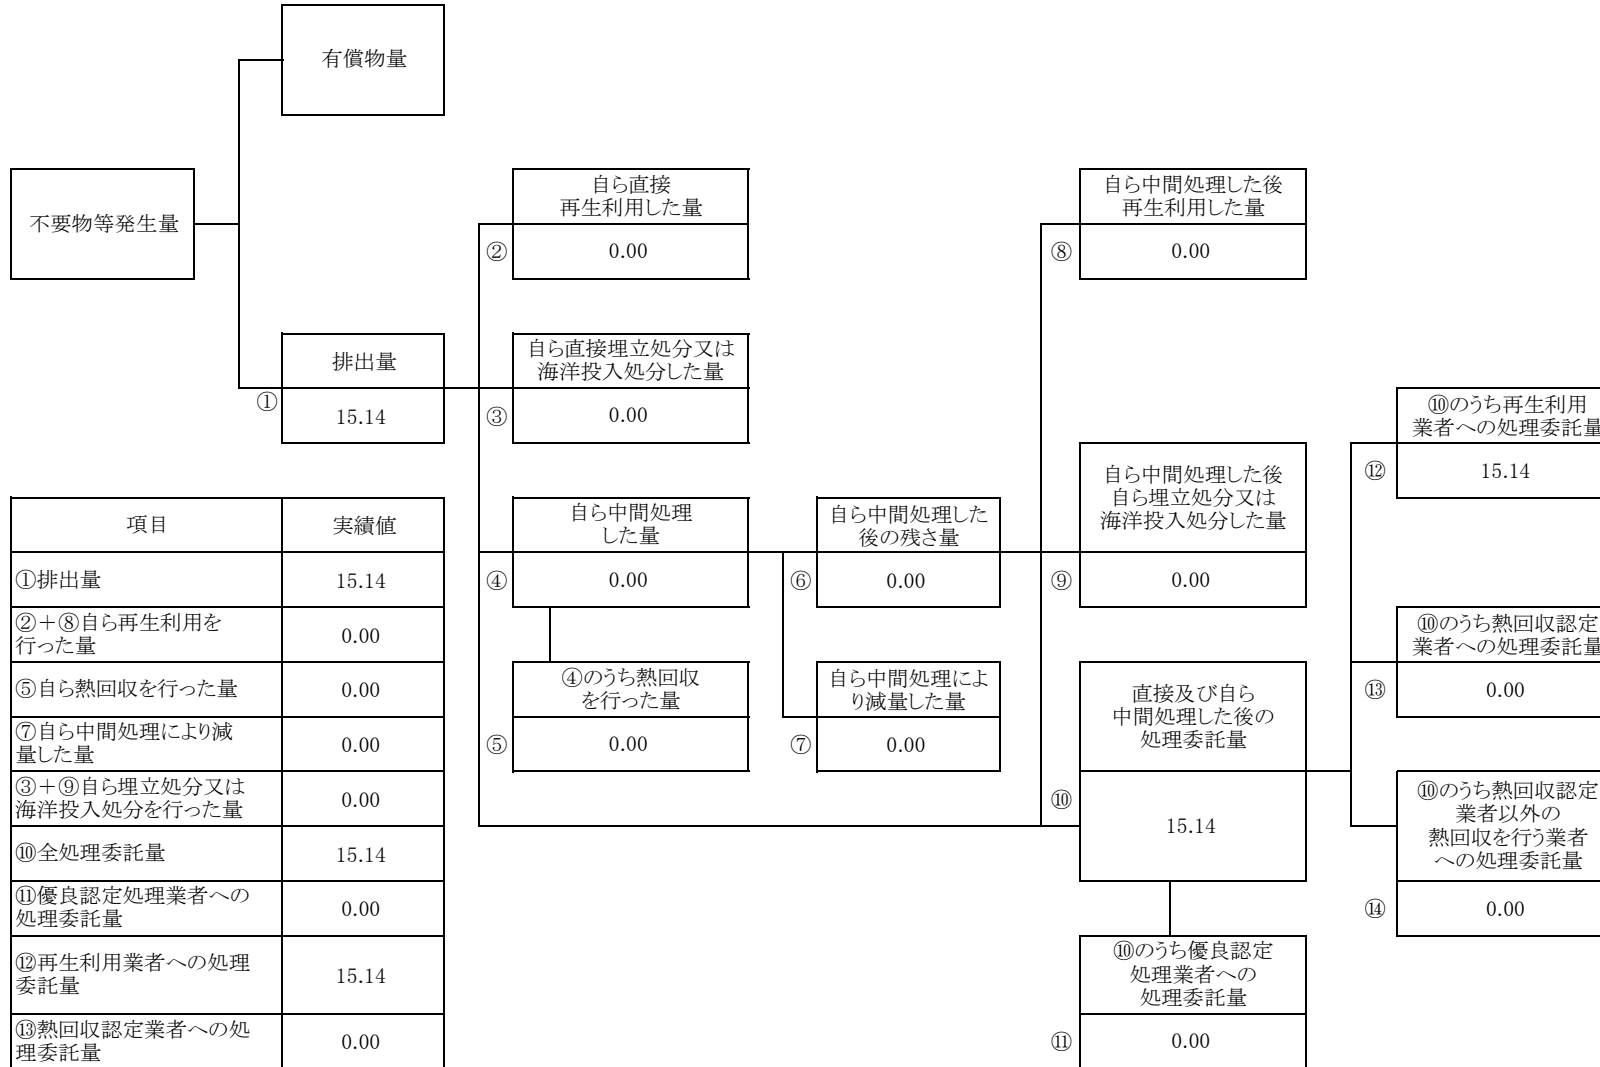 有償物量
不要物等発生量
自ら直接
再生利用した量
②
0.00
自ら中間処理した後
再生利用した量
⑧
0.00
排出量
①
15.14
自ら直接埋立処分又は
海洋投入処分した量
③
0.00
⑩のうち再生利用
業者への処理委託量
⑫
15.14
自ら中間処理
した量
④
0.00
自ら中間処理した
後の残さ量
⑥
0.00
自ら中間処理した後
自ら埋立処分又は
海洋投入処分した量
⑨
0.00
⑩のうち熱回収認定
業者への処理委託量
⑬
0.00
④のうち熱回収
を行った量
⑤
0.00
自ら中間処理によ
り減量した量
⑦
0.00
直接及び自ら
中間処理した後の
処理委託量
⑩
15.14
⑩のうち熱回収認定
業者以外の
熱回収を行う業者
への処理委託量
⑭
0.00
⑩のうち優良認定
処理業者への
処理委託量
⑪
0.00
項目 実績値
①排出量 15.14
②+⑧自ら再生利用を
行った量 0.00
⑤自ら熱回収を行った量 0.00
⑦自ら中間処理により減
量した量 0.00
③+⑨自ら埋立処分又は
海洋投入処分を行った量 0.00
⑩全処理委託量 15.14
⑪優良認定処理業者への
処理委託量 0.00
⑫再生利用業者への処理
委託量 15.14
⑬熱回収認定業者への処
理委託量 0.00